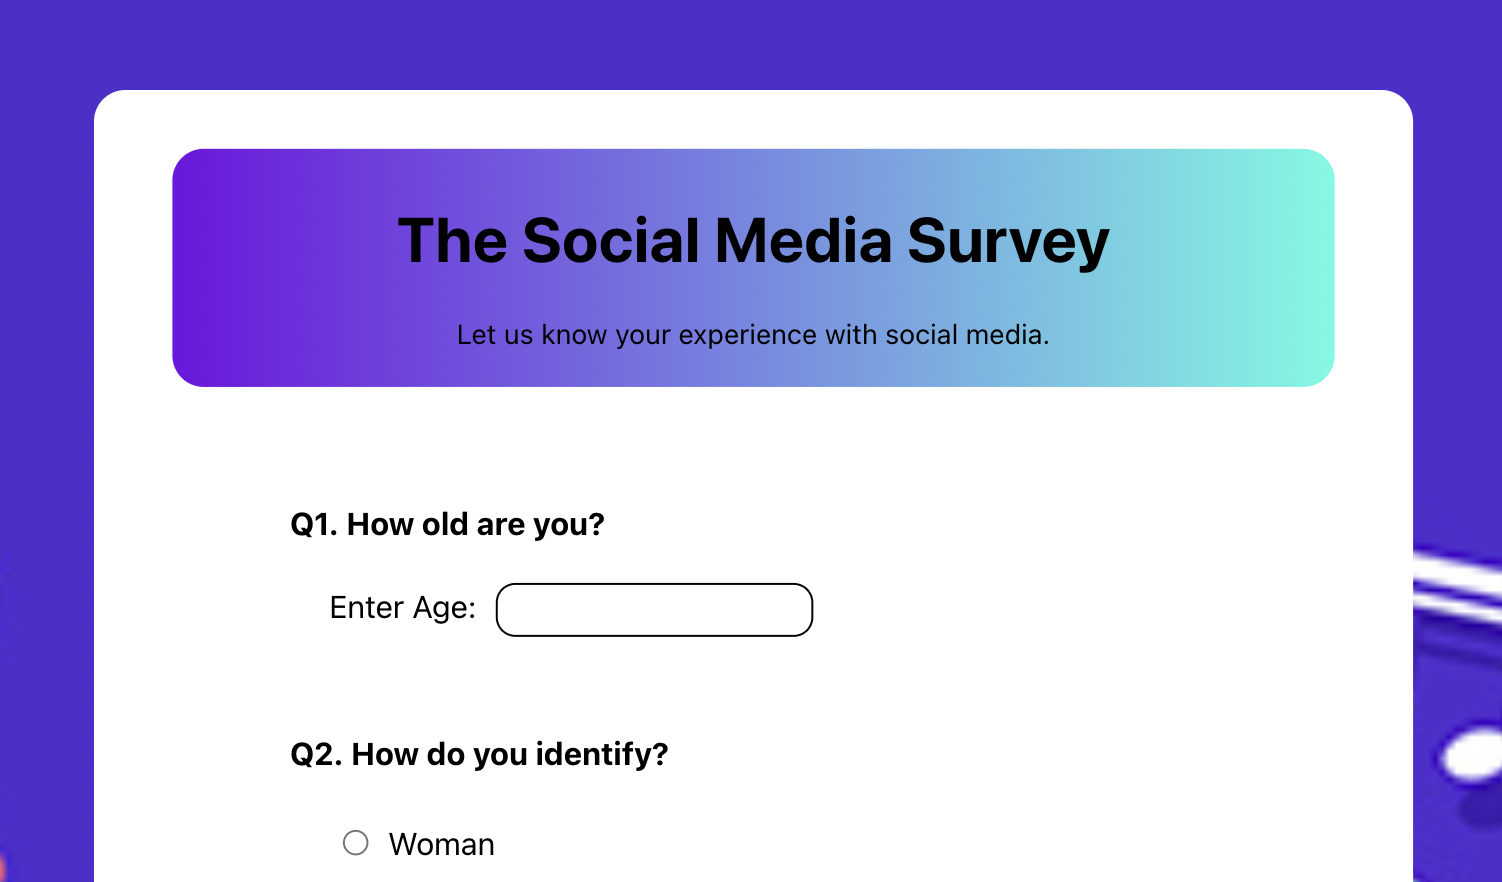 The Social Media Survey
Let us know your experience with social media.
Q1. How old are you?
Enter Age:
Q2. How do you identify?
Woman